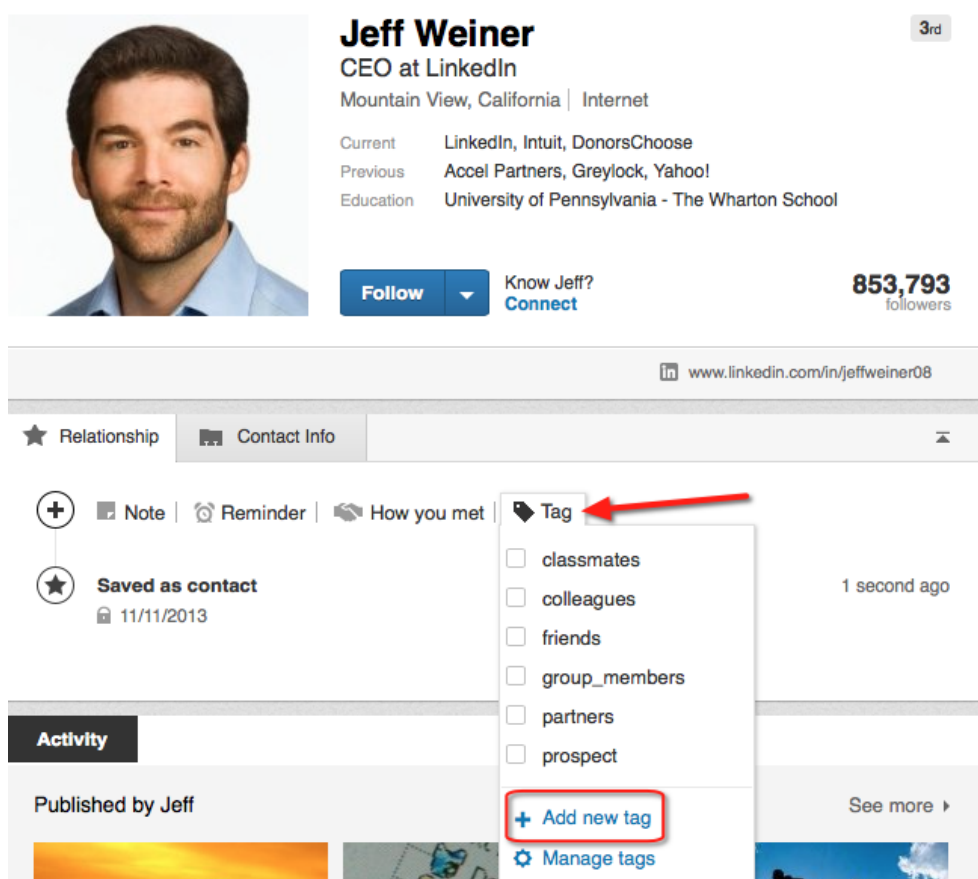 Jeff Weiner
3rd
CEO at LinkedIn
Mountain View, California | Internet
Current LinkedIn, Intuit, DonorsChoose
Previous Accel Partners, Greylock, Yahoo!
Education University of Pennsylvania - The Wharton School
Follow
Know Jeff?
Connect
853,793
followers
in www.linkedin.com/in/jeffweiner08
Relationship Contact Info
Note | Reminder | How you met | Tag
classmates
colleagues
friends
group_members
partners
prospect
Add new tag
Manage tags
Saved as contact 1 second ago
11/11/2013
Activity
Published by Jeff See more